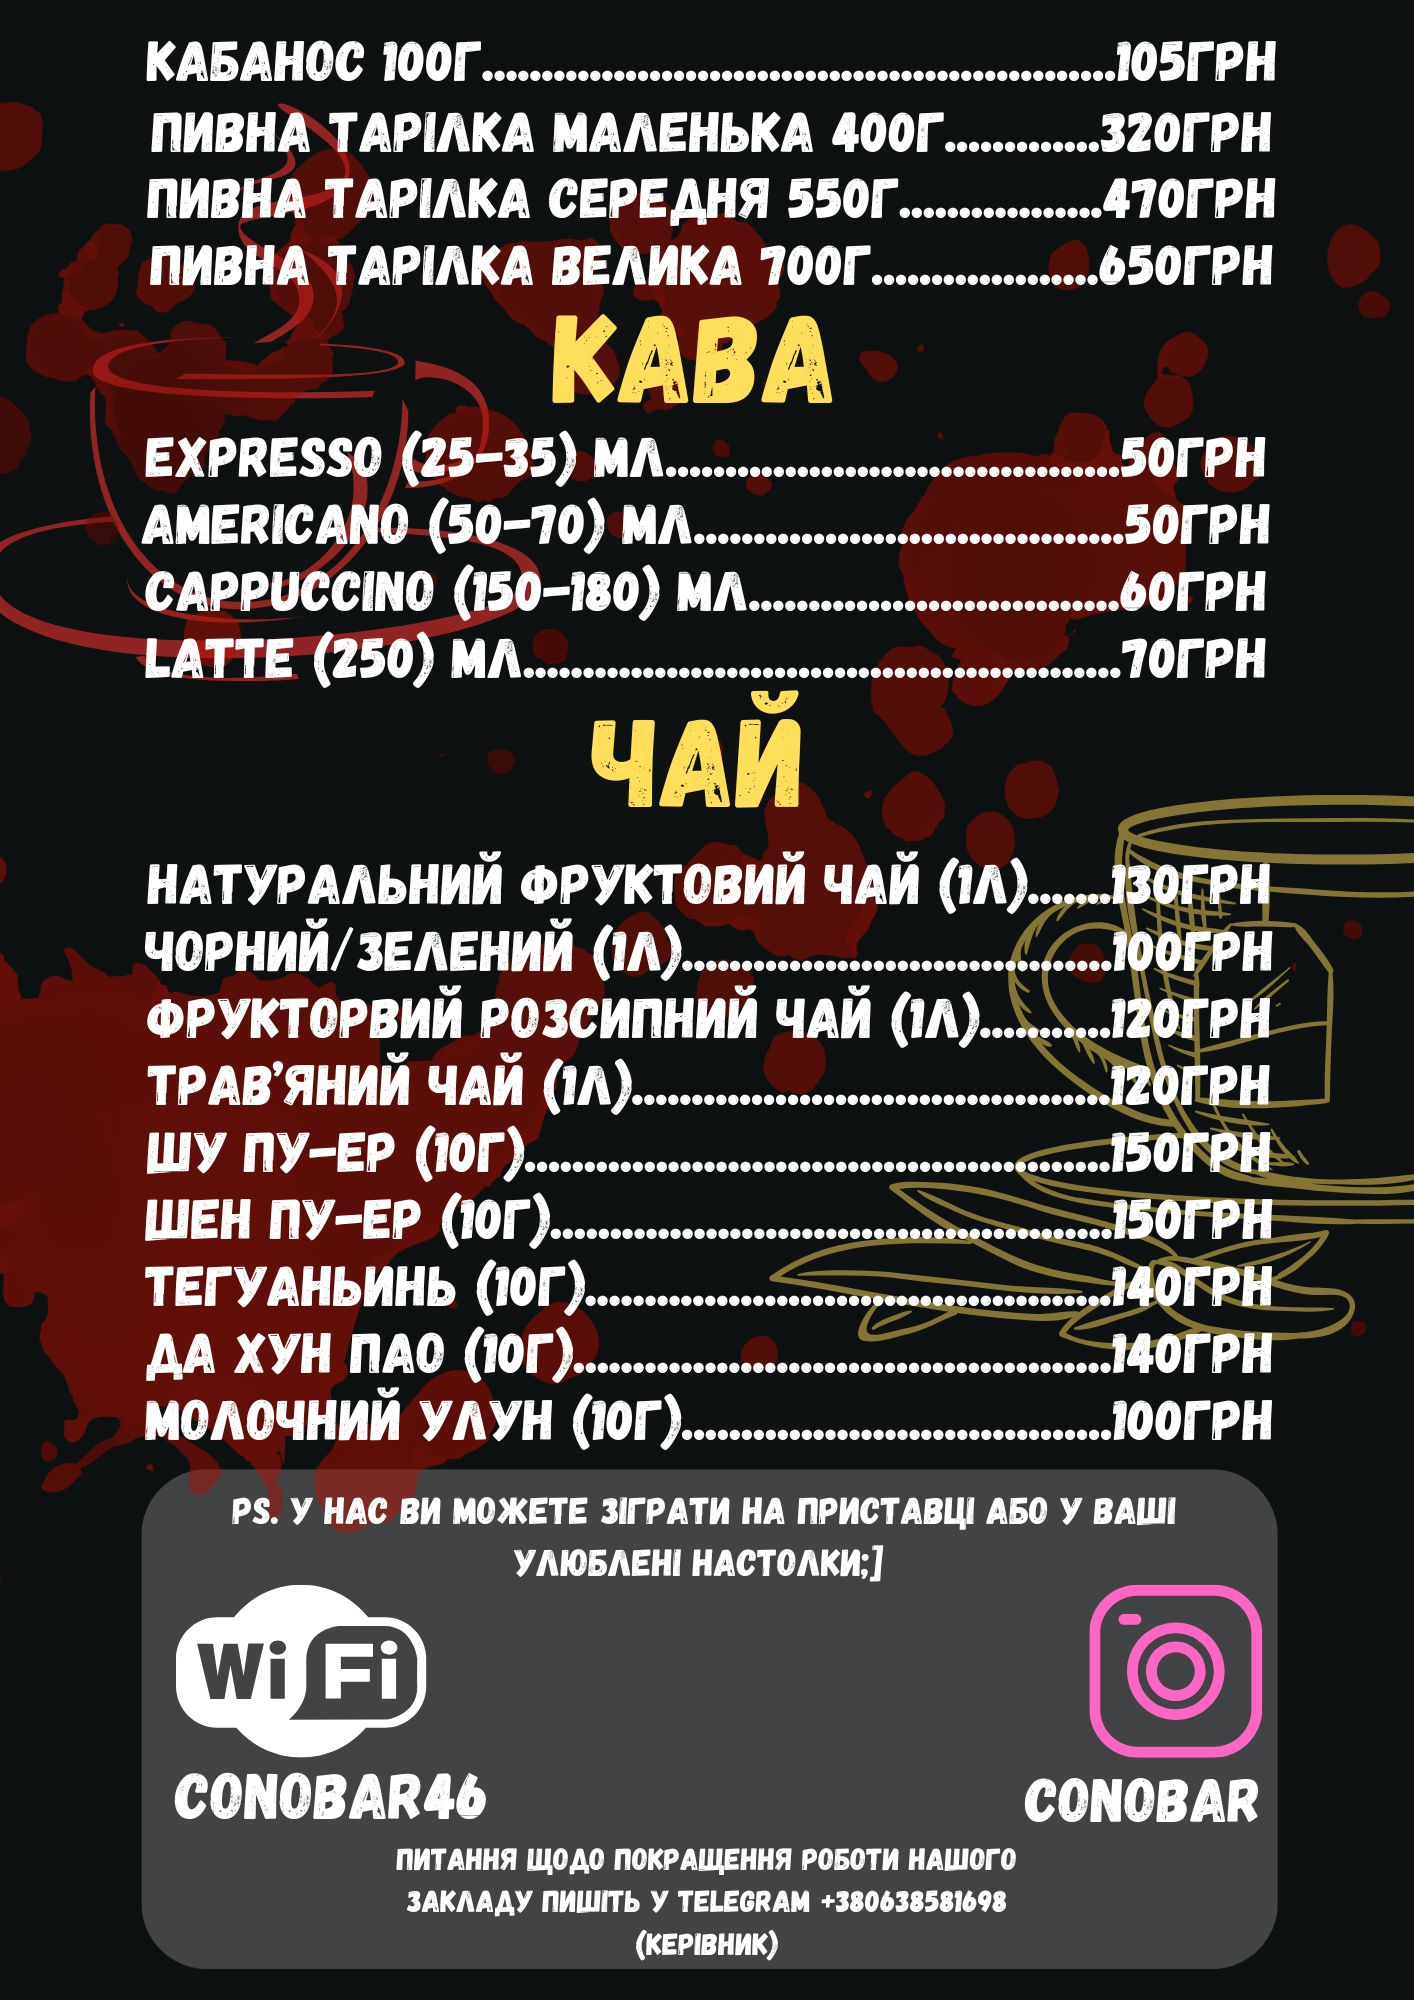 КАБАНОС 100Г.....................................................105ГРН
ПИВНА ТАРІЛКА МАЛЕНЬКА 400Г.............320ГРН
ПИВНА ТАРІЛКА СЕРЕДНЯ 550Г.................470ГРН
ПИВНА ТАРІЛКА ВЕЛИКА 700Г...................650ГРН
КАВА
EXPRESSO (25-35) МЛ......................................50ГРН
AMERICANO (50-70) МЛ....................................50ГРН
CAPPUCCINO (150-180) МЛ...............................60ГРН
LATTE (250) МЛ..................................................70ГРН
ЧАЙ
НАТУРАЛЬНИЙ ФРУКТОВИЙ ЧАЙ (1Л).......130ГРН
ЧОРНИЙ/ЗЕЛЕНИЙ (1Л)....................................100ГРН
ФРУКТОРВИЙ РОЗСИПНИЙ ЧАЙ (1Л)...........120ГРН
ТРАВ’ЯНИЙ ЧАЙ (1Л)........................................120ГРН
ШУ ПУ-ЕР (10Г).................................................150ГРН
ШЕН ПУ-ЕР (10Г)...............................................150ГРН
ТЕГУАНЬИНЬ (10Г)............................................140ГРН
ДА ХУН ПАО (10Г).............................................140ГРН
МОЛОЧНИЙ УЛУН (10Г)....................................100ГРН
PS. У НАС ВИ МОЖЕТЕ ЗІГРАТИ НА ПРИСТАВЦІ АБО У ВАШІ
УЛЮБЛЕНІ НАСТОЛКИ;]
Wi Fi
CONOBAR46
CONOBAR
ПИТАННЯ ЩОДО ПОКРАЩЕННЯ РОБОТИ НАШОГО
ЗАКЛАДУ ПИШІТЬ У TELEGRAM +380638581698
(КЕРІВНИК)